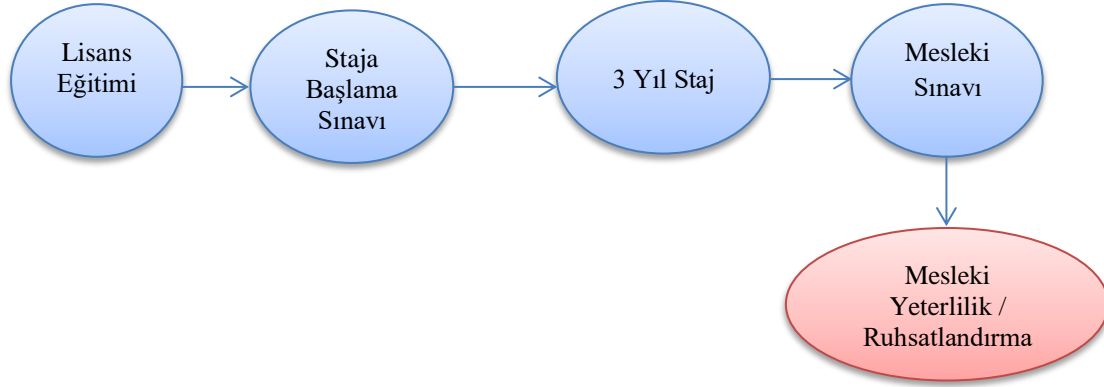 Lisans
Eğitimi
Staja
Başlama
Sınavı
3 Yıl Staj
Mesleki
Sınavı
Mesleki
Yeterlilik /
Ruhsatlandırma